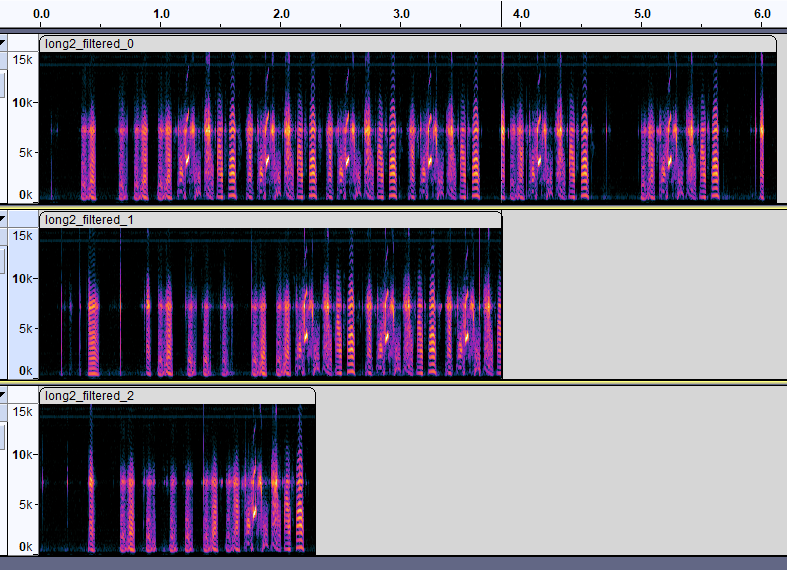 0.0 1.0 2.0 3.0 4.0 5.0 6.0
long2_filtered_0
15k
10k
5k
0k
long2_filtered_1
15k
10k
5k
0k
long2_filtered_2
15k
10k
5k
0k